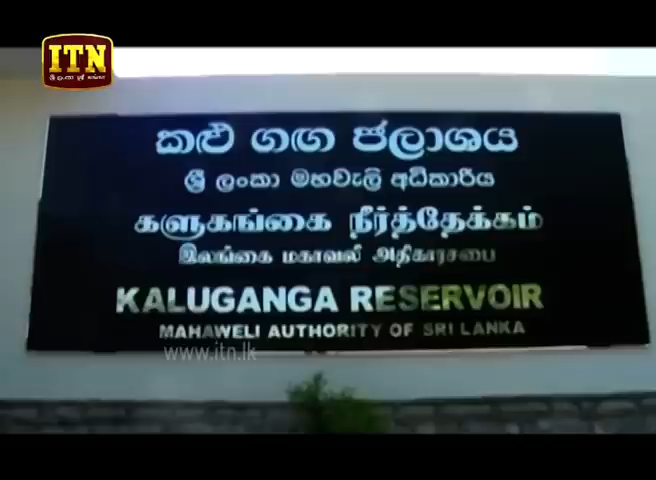 ITN
කළු ගඟ ජලාශය
ශ්‍රී ලංකා මහවැලි අධිකාරිය
களுகங்கை நீர்த்தேக்கம்
இலங்கை மகாவலி அதிகாரசபை
KALUGANGA RESERVOIR
MAHAWELI AUTHORITY OF SRI LANKA
www.itn.lk